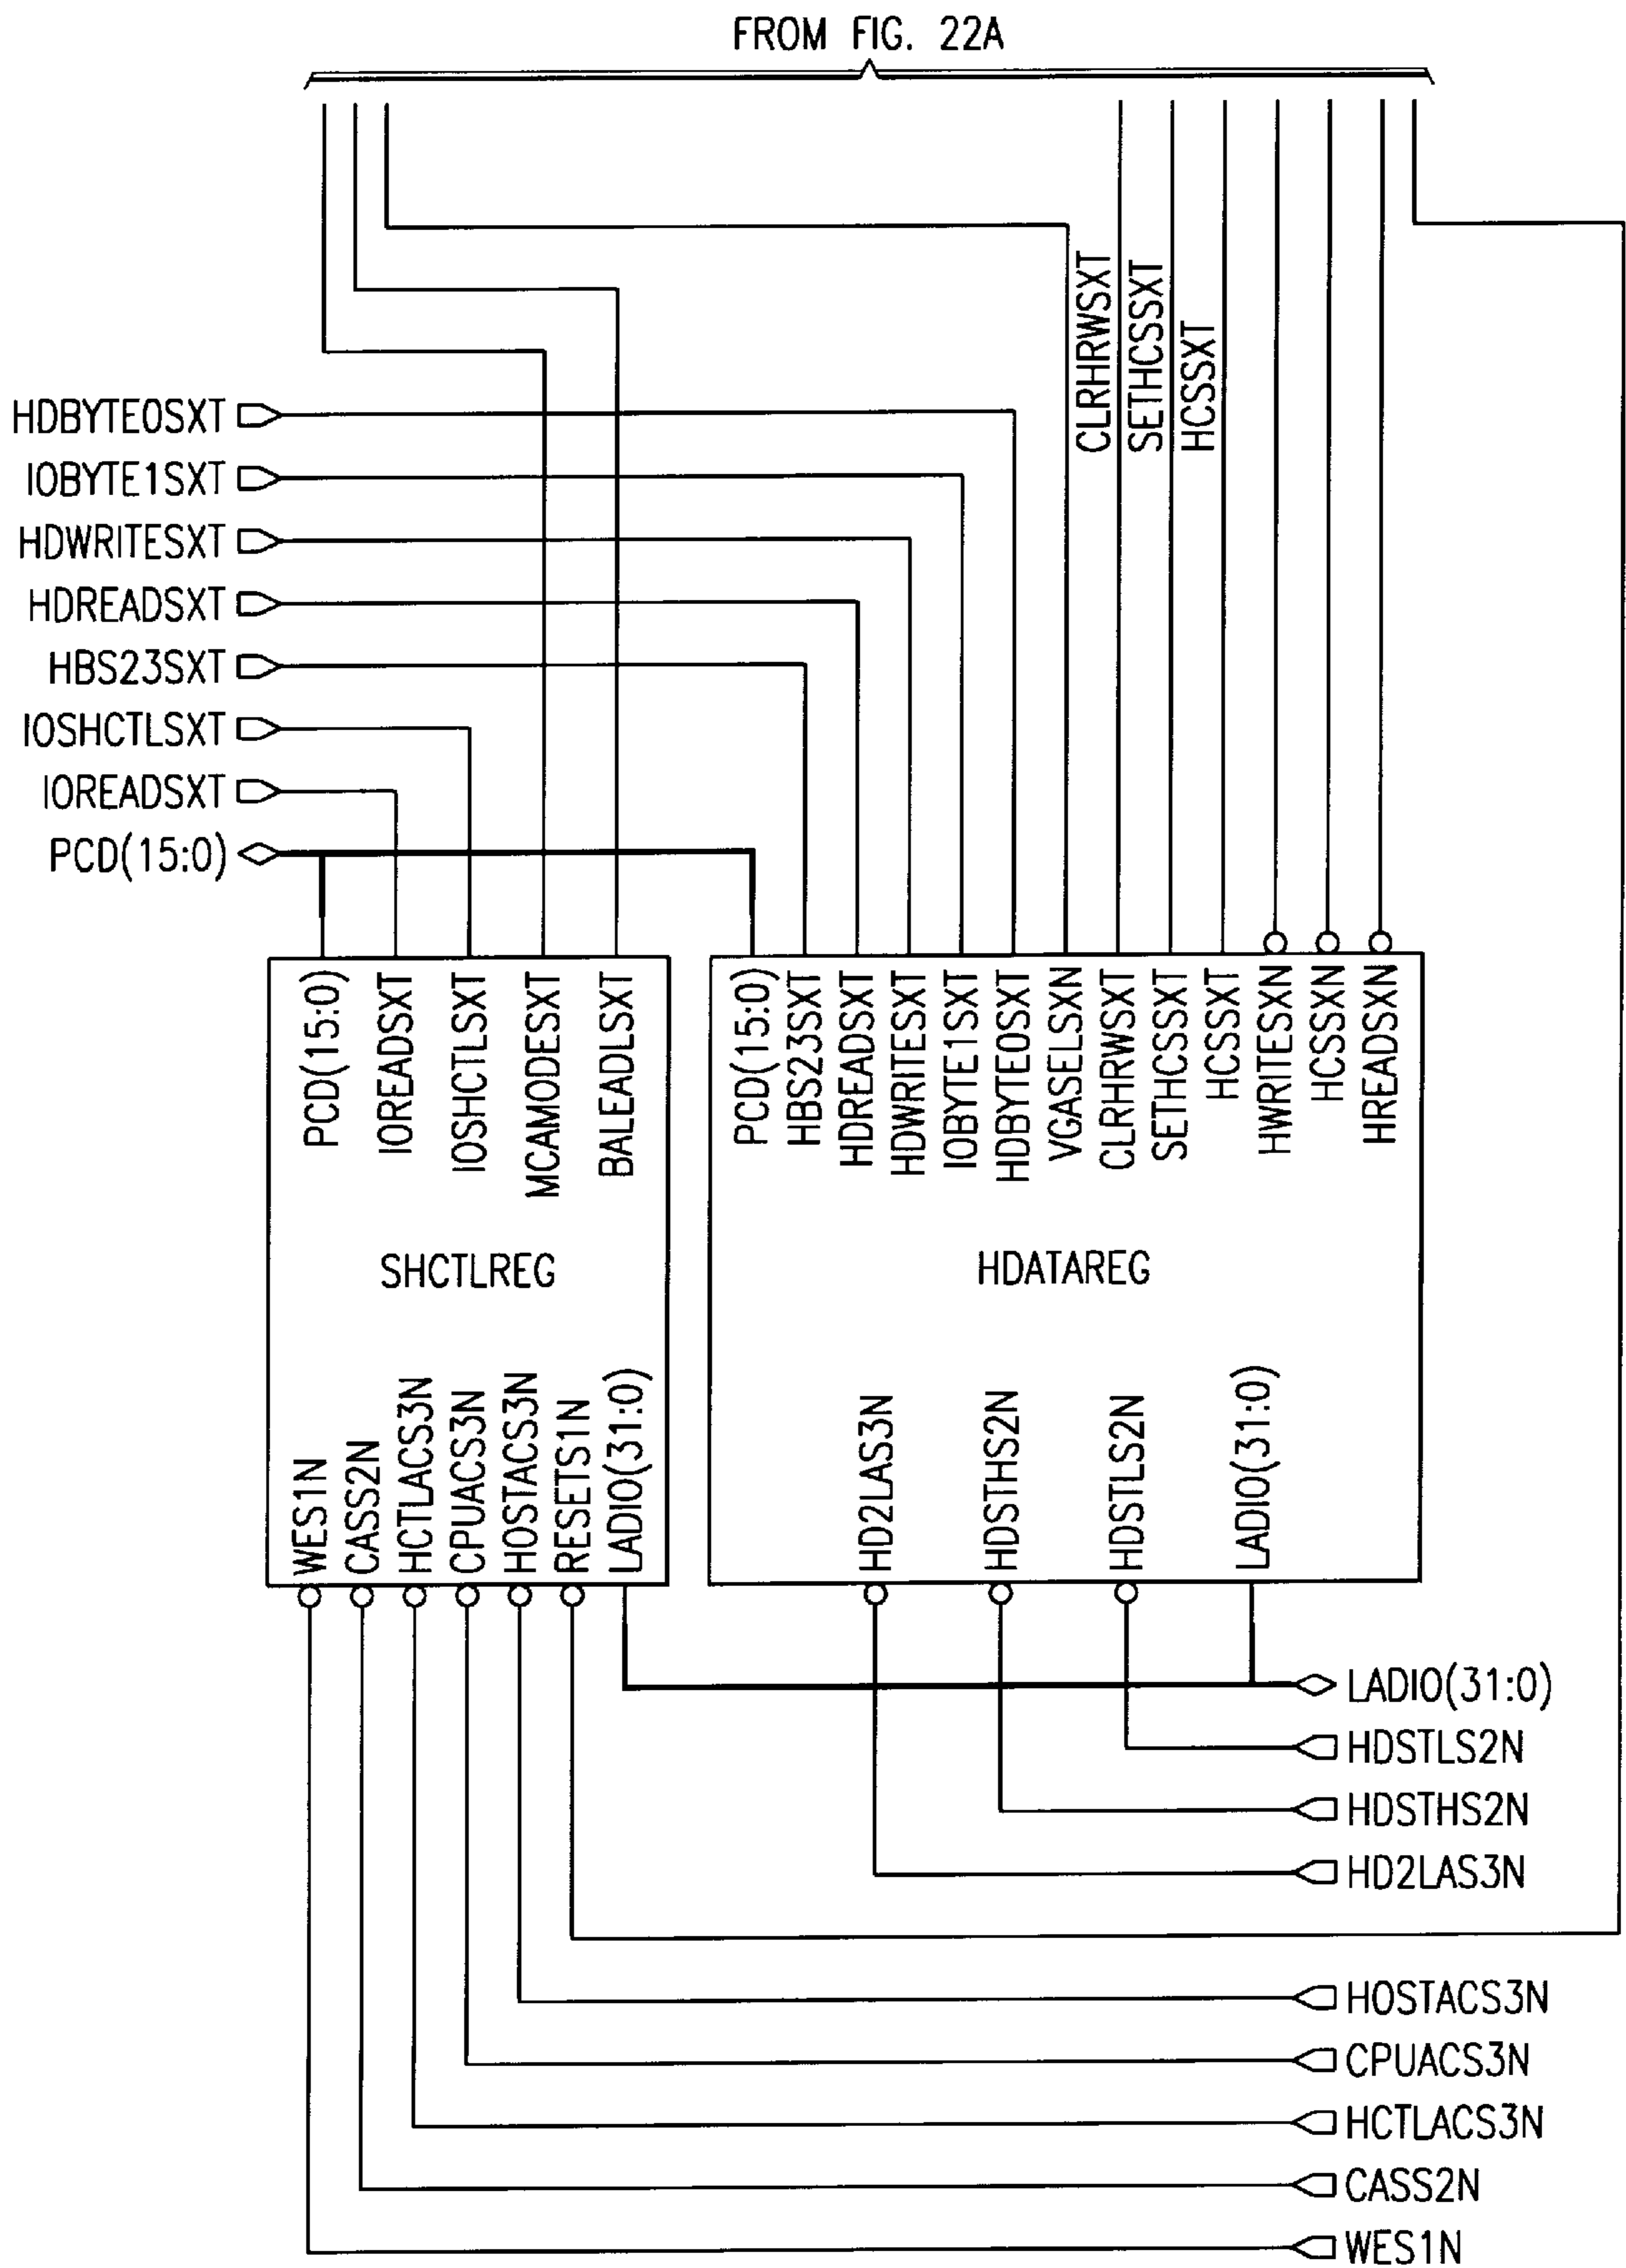 FROM FIG. 22A
CLRHRWSXT
SETHCSSXT
HCSSXT
HDBYTE0SXT
IOBYTE1SXT
HDWRITESXT
HDREADSXT
HBS23SXT
IOSHCTLSXT
IOREADSXT
PCD(15:0)
PCD(15:0)
IOREADSXT
IOSHCTLSXT
MCAMODESXT
BALEADLSXT
SHCTLREG
WES1N
CASS2N
HCTLACS3N
CPUACS3N
HOSTACS3N
RESETS1N
LADIO(31:0)
PCD(15:0)
HBS23SXT
HDREADSXT
HDWRITESXT
IOBYTE1SXT
HDBYTE0SXT
VGASELSXN
CLRHRWSXT
SETHCSSXT
HCSSXT
HWRITESXN
HCSSXN
HREADSXN
HDATAREG
HD2LAS3N
HDSTHS2N
HDSTLS2N
LADIO(31:0)
LADIO(31:0)
HDSTLS2N
HDSTHS2N
HD2LAS3N
HOSTACS3N
CPUACS3N
HCTLACS3N
CASS2N
WES1N